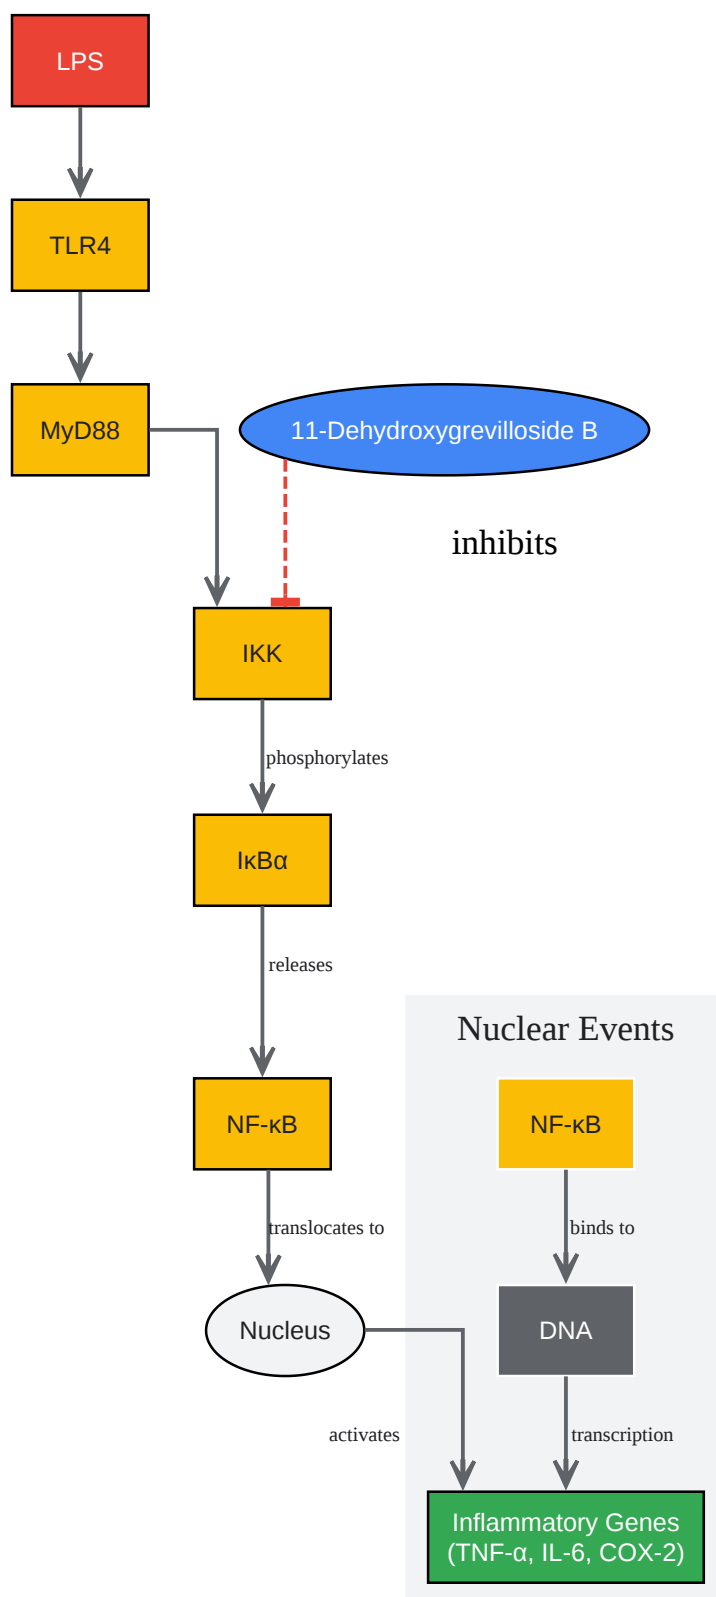 LPS
TLR4
MyD88
11-Dehydroxygrevilloside B
inhibits
IKK
phosphorylates
IκBα
releases
Nuclear Events
NF-κB
NF-κB
translocates to
binds to
Nucleus
DNA
activates
transcription
Inflammatory Genes
(TNF-α, IL-6, COX-2)